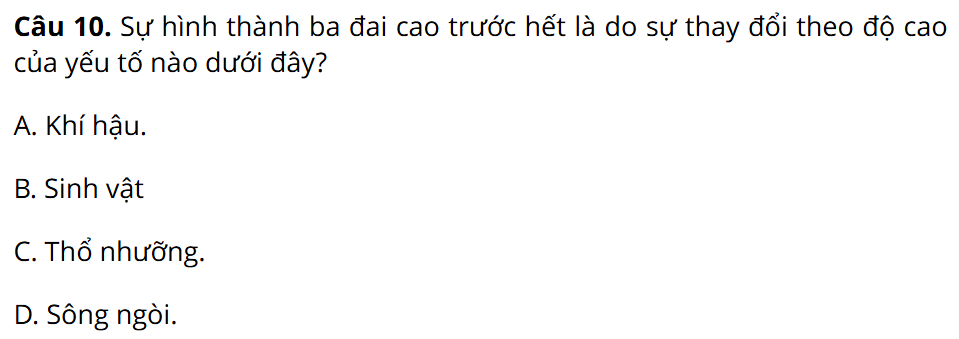 Câu 10. Sự hình thành ba đai cao trước hết là do sự thay đổi theo độ cao
của yếu tố nào dưới đây?
A. Khí hậu.
B. Sinh vật
C. Thổ nhưỡng.
D. Sông ngòi.